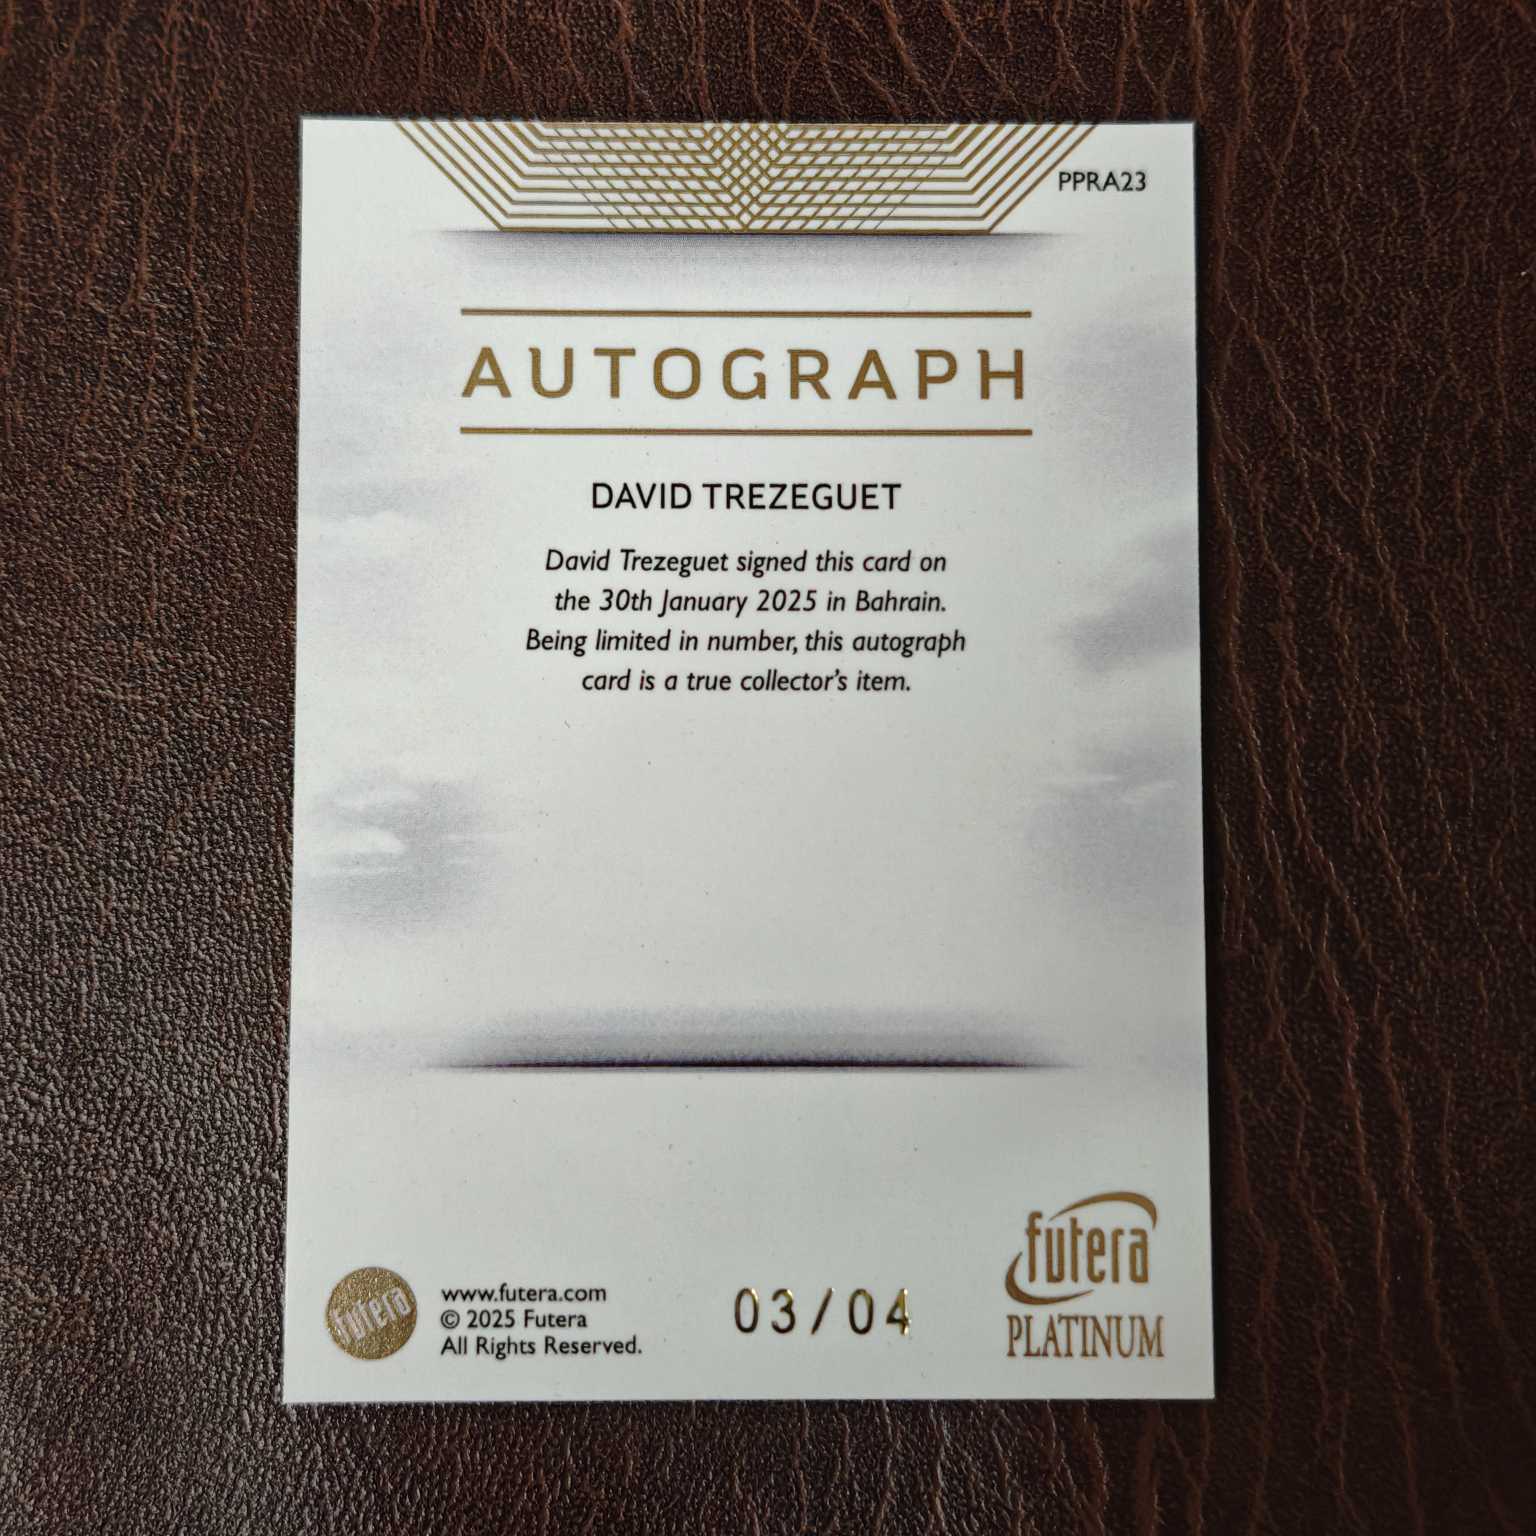 PPRA23
AUTOGRAPH
DAVID TREZEGUET
David Trezeguet signed this card on
the 30th January 2025 in Bahrain.
Being limited in number, this autograph
card is a true collector's item.
futera
www.futera.com
© 2025 Futera
All Rights Reserved.
03/04
futera
PLATINUM